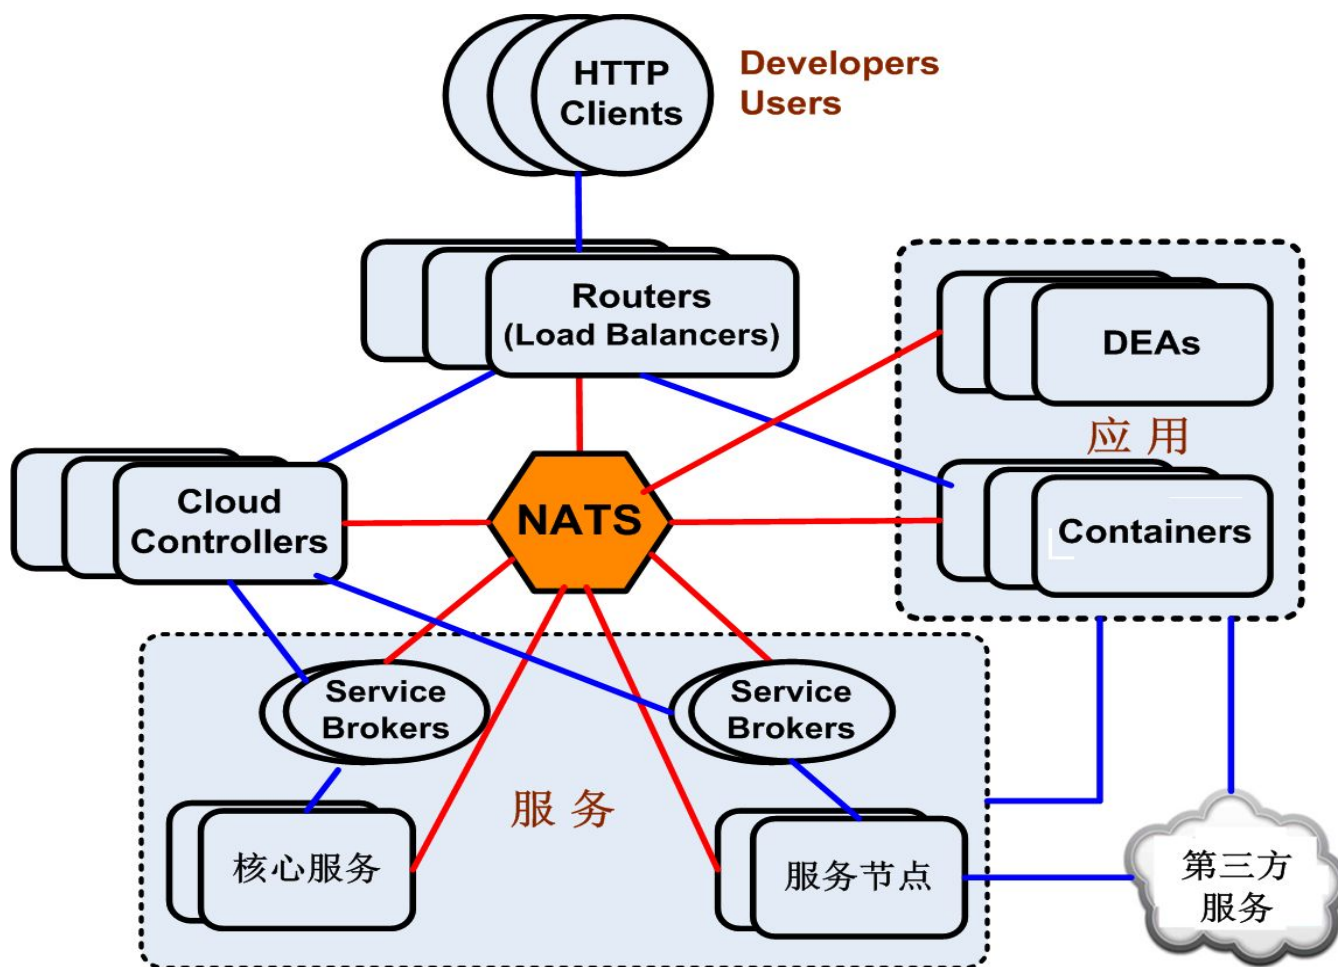 HTTP
Clients
Developers
Users
Routers
(Load Balancers)
DEAs
应 用
Cloud
Controllers
NATS
Containers
Service
Brokers
Service
Brokers
服 务
核心服务
服务节点
第三方
服务